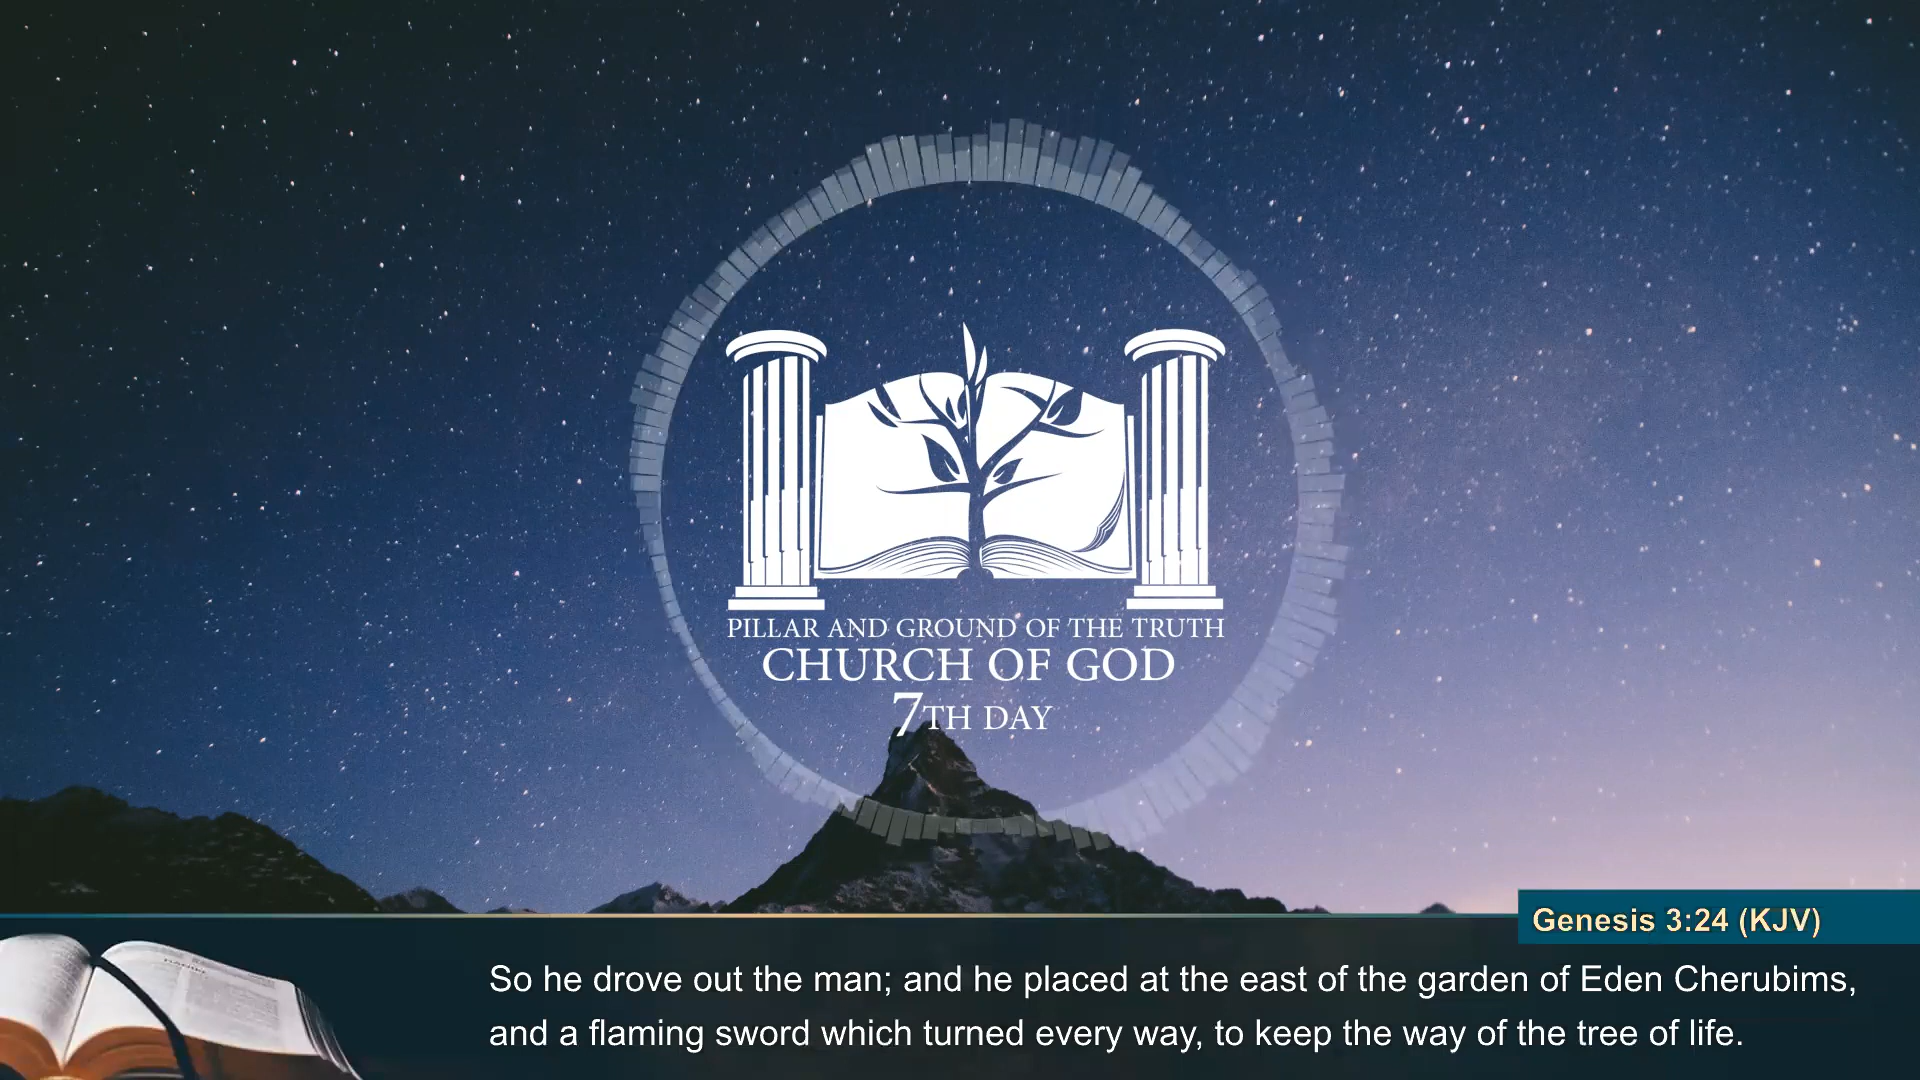 PILLAR AND GROUND OF THE TRUTH
CHURCH OF GOD
7TH DAY
Genesis 3:24 (KJV)
So he drove out the man; and he placed at the east of the garden of Eden Cherubims,
and a flaming sword which turned every way, to keep the way of the tree of life.